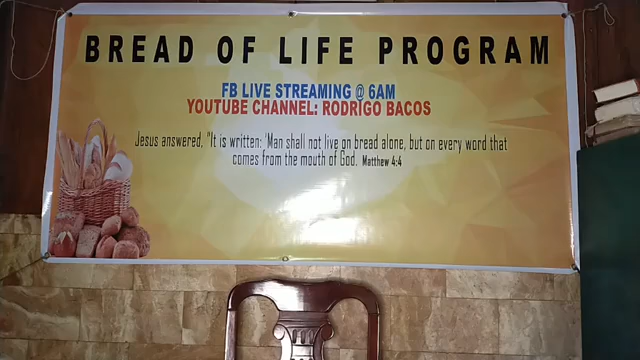 BREAD OF LIFE PROGRAM
FB LIVE STREAMING @ 6AM
YOUTUBE CHANNEL: RODRIGO BACOS
Jesus answered, "It is written: 'Man shall not live on bread alone, but on every word that
comes from the mouth of God. Matthew 4:4